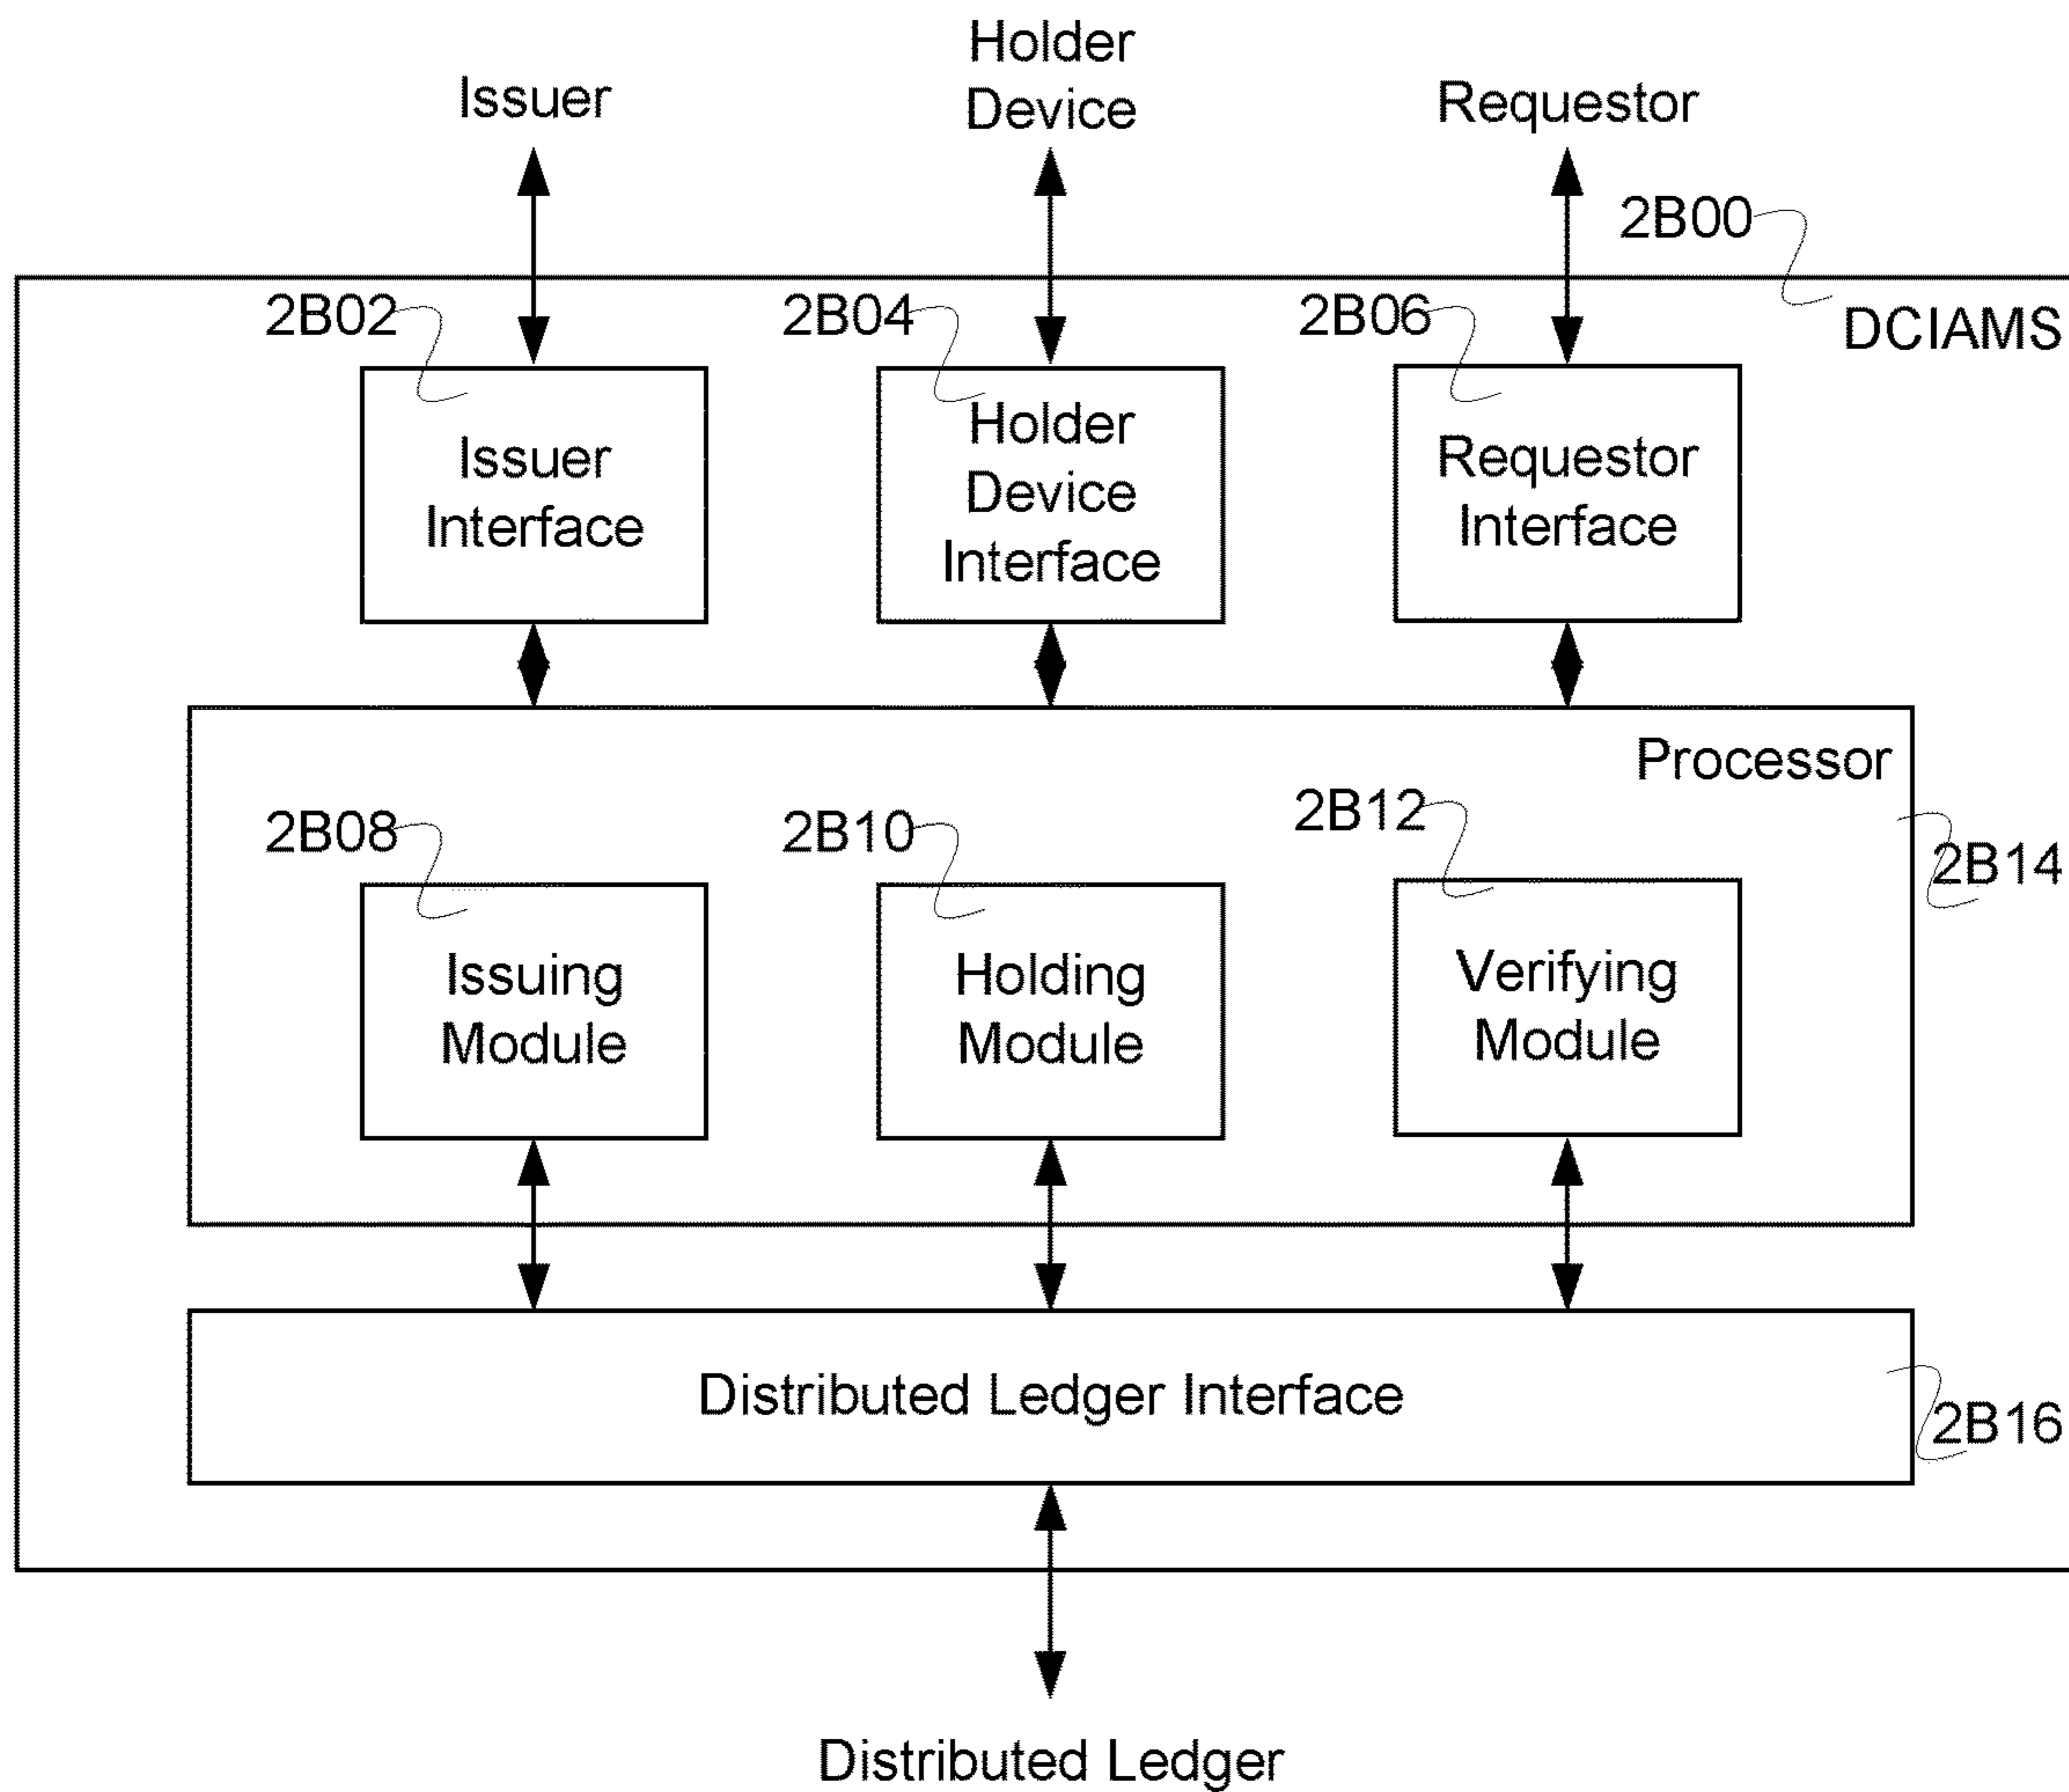 Holder
Device
Issuer
Requestor
2B00
DCIAMS
2B02
2B04
2B06
Issuer
Interface
Holder
Device
Interface
Requestor
Interface
Processor
2B08
2B10
2B12
2B14
Issuing
Module
Holding
Module
Verifying
Module
Distributed Ledger Interface
2B16
Distributed Ledger